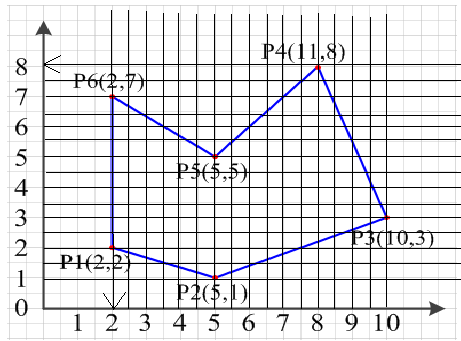 P4(11,8)
8
P6(2,7)
7
6
5
P5(5,5)
4
3
P3(10,3)
2
P1(2,2)
1
P2(5,1)
0
1 2 3 4 5 6 7 8 9 10